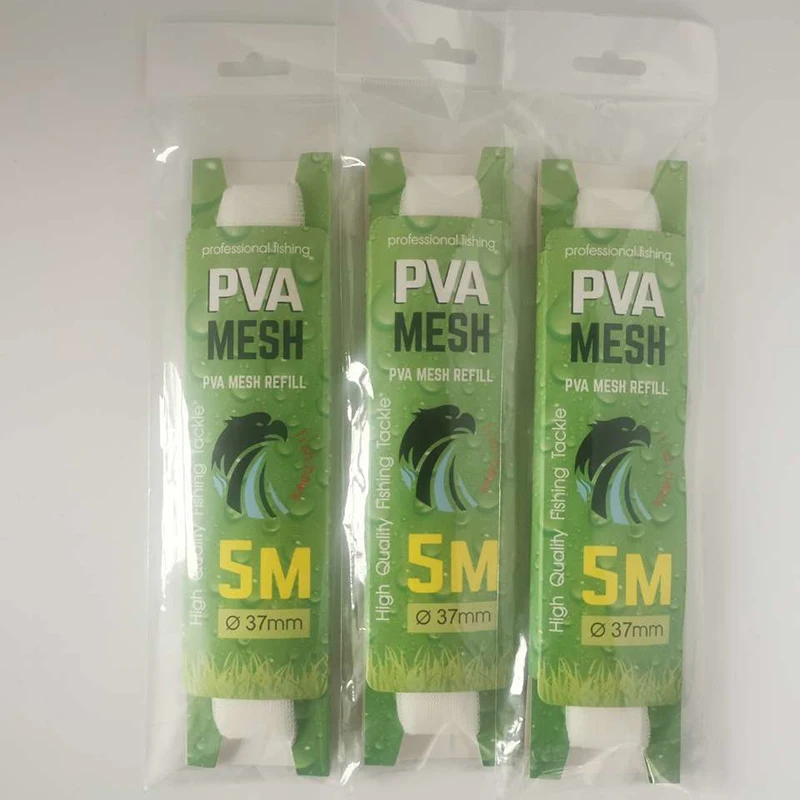 professional fishing
PVA
MESH
PVA MESH REFILL
High Quality Fishing Tackle
5M
Ø 37mm
professional fishing
PVA
MESH
PVA MESH REFILL
High Quality Fishing Tackle
5M
Ø 37mm
professional fishing
PVA
MESH
PVA MESH REFILL
High Quality Fishing Tackle
5M
Ø 37mm